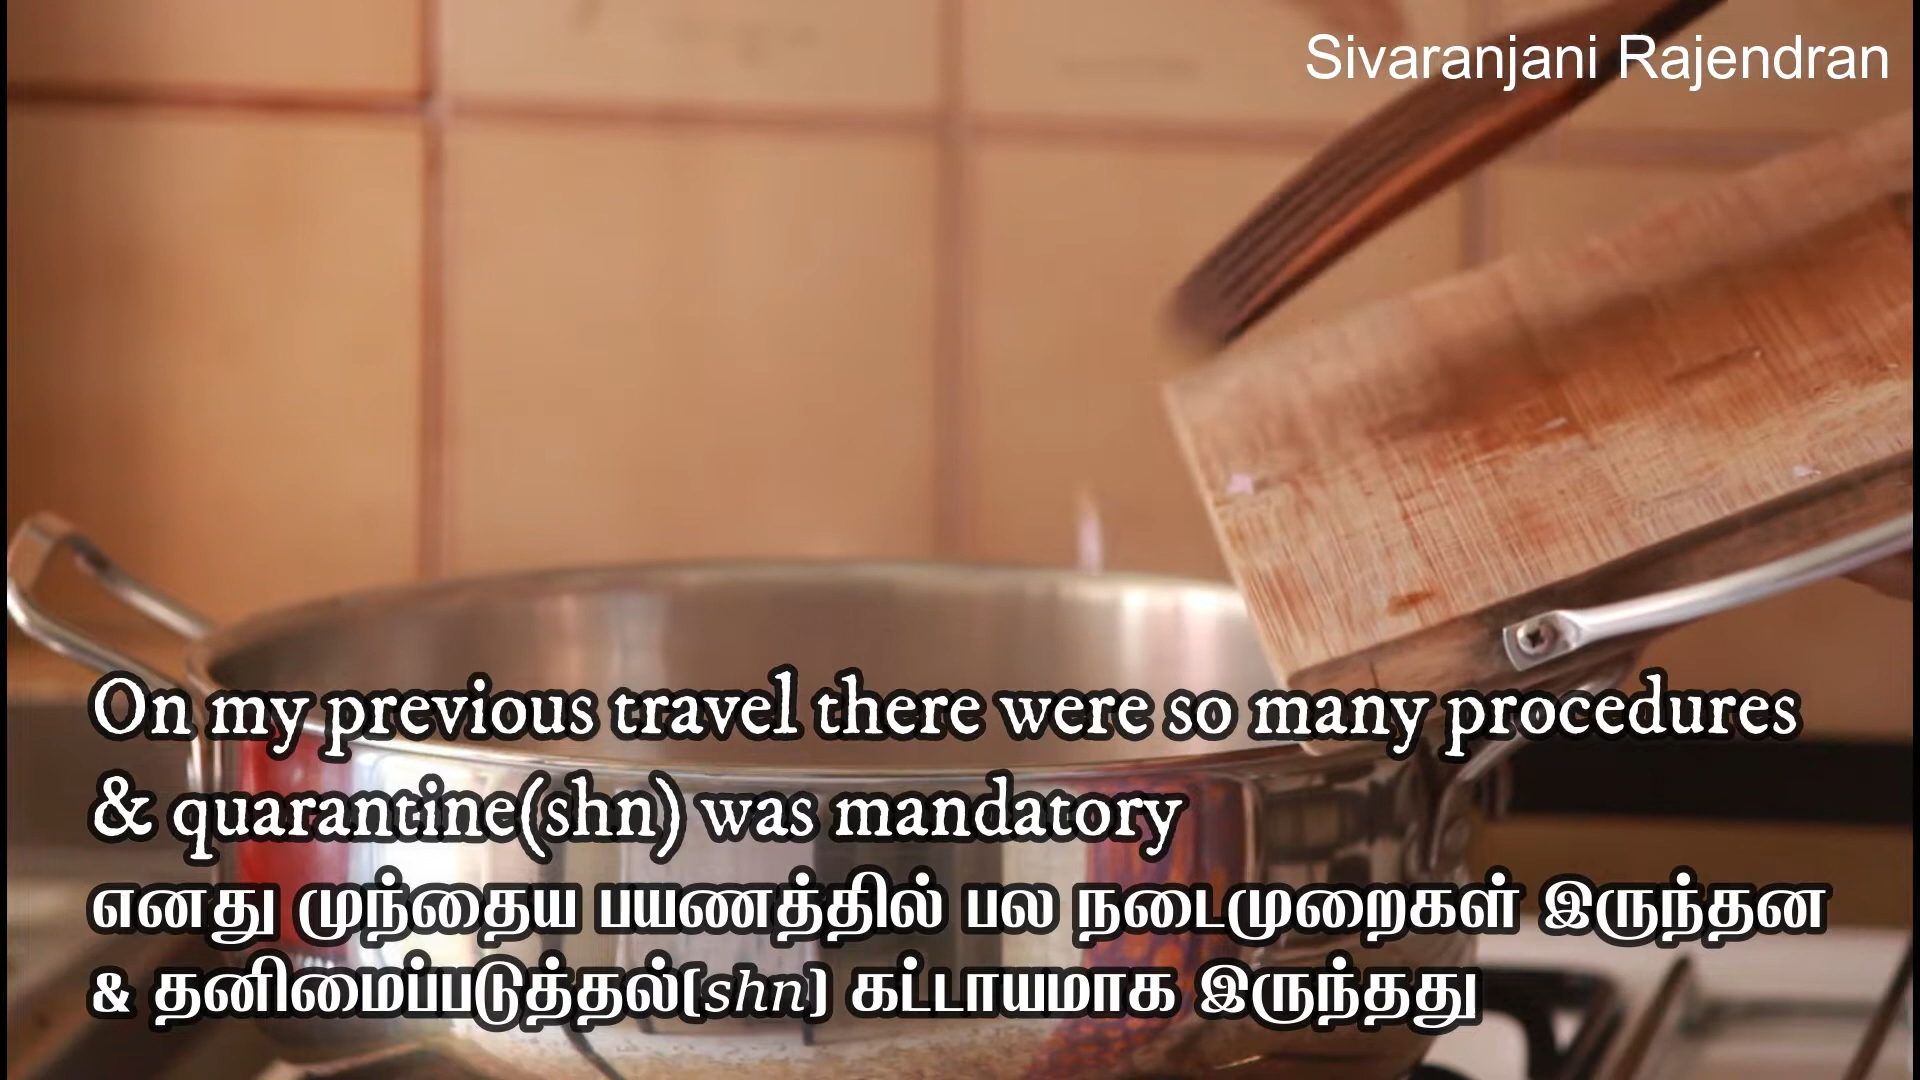 Sivaranjani Rajendran
On my previous travel there were so many procedures
& quarantine(shn) was mandatory
எனது முந்தைய பயணத்தில் பல நடைமுறைகள் இருந்தன
& தனிமைப்படுத்தல்(shn) கட்டாயமாக இருந்தது